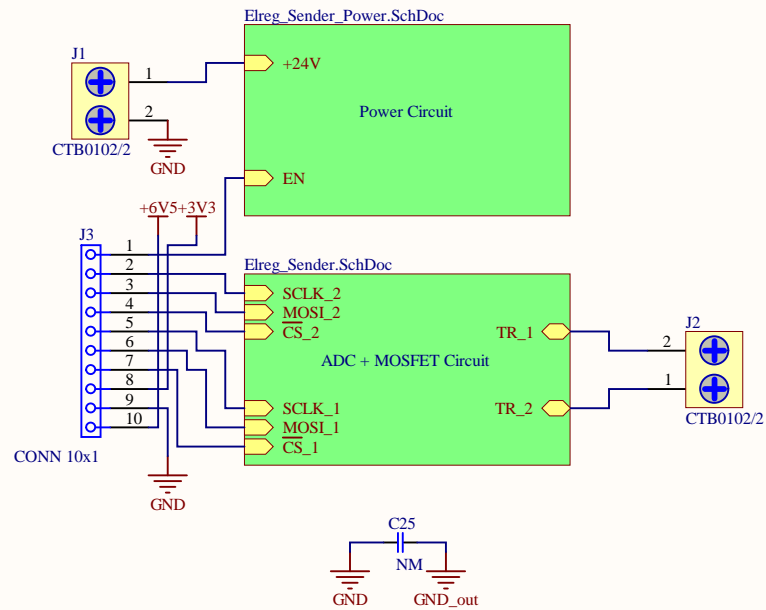 Elreg_Sender_Power.SchDoc
J1
1
2
CTB0102/2
GND
+24V
Power Circuit
EN
+6V5
+3V3
J3
1
2
3
4
5
6
7
8
9
10
CONN 10x1
GND
Elreg_Sender.SchDoc
SCLK_2
MOSI_2
CS_2
ADC + MOSFET Circuit
SCLK_1
MOSI_1
CS_1
TR_1
TR_2
J2
2
1
CTB0102/2
C25
NM
GND
GND_out